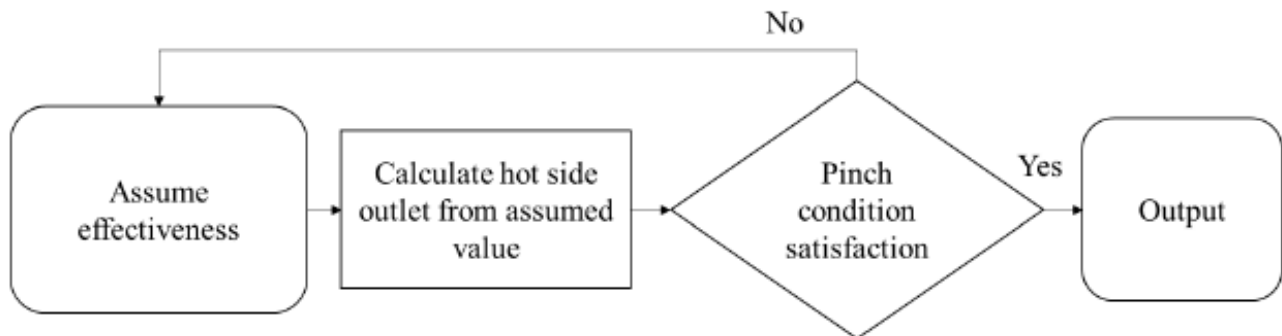 No
Assume
effectiveness
Calculate hot side
outlet from assumed
value
Pinch
condition
satisfaction
Yes
Output